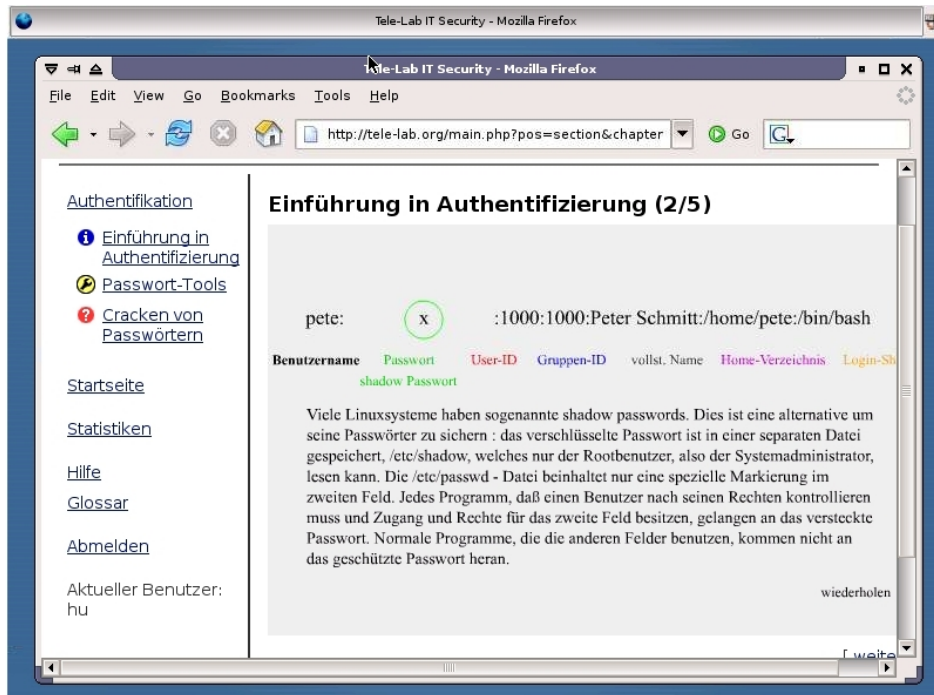 Tele-Lab IT Security - Mozilla Firefox
Tele-Lab IT Security - Mozilla Firefox
File Edit View Go Bookmarks Tools Help
http://tele-lab.org/main.php?pos=section&chapter Go G
Authentifikation
Einführung in
Authentifizierung
Passwort-Tools
Cracken von
Passwörtern
Startseite
Statistiken
Hilfe
Glossar
Abmelden
Aktueller Benutzer:
hu
Einführung in Authentifizierung (2/5)
pete: x :1000:1000:Peter Schmitt:/home/pete:/bin/bash
Benutzername Passwort User-ID Gruppen-ID vollst. Name Home-Verzeichnis Login-Sh
shadow Passwort
Viele Linuxsysteme haben sogenannte shadow passwords. Dies ist eine alternative um
seine Passwörter zu sichern : das verschlüsselte Passwort ist in einer separaten Datei
gespeichert, /etc/shadow, welches nur der Rootbenutzer, also der Systemadministrator,
lesen kann. Die /etc/passwd - Datei beinhaltet nur eine spezielle Markierung im
zweiten Feld. Jedes Programm, daß einen Benutzer nach seinen Rechten kontrollieren
muss und Zugang und Rechte für das zweite Feld besitzen, gelangen an das versteckte
Passwort. Normale Programme, die die anderen Felder benutzen, kommen nicht an
das geschützte Passwort heran.
wiederholen
[ weite